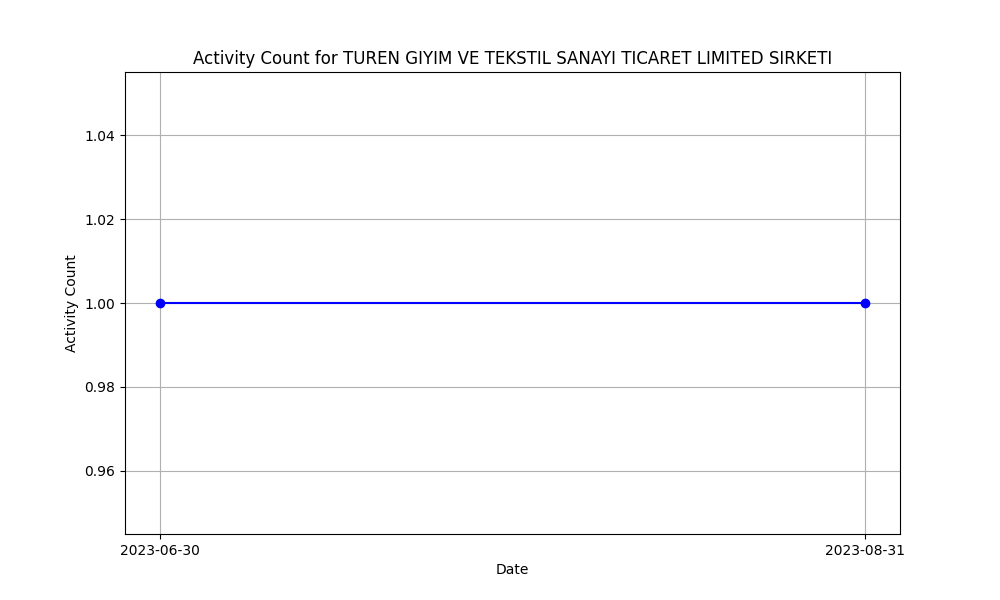 Activity Count for TUREN GIYIM VE TEKSTIL SANAYI TICARET LIMITED SIRKETI
1.04
1.02
1.00
0.98
0.96
Activity Count
2023-06-30
2023-08-31
Date